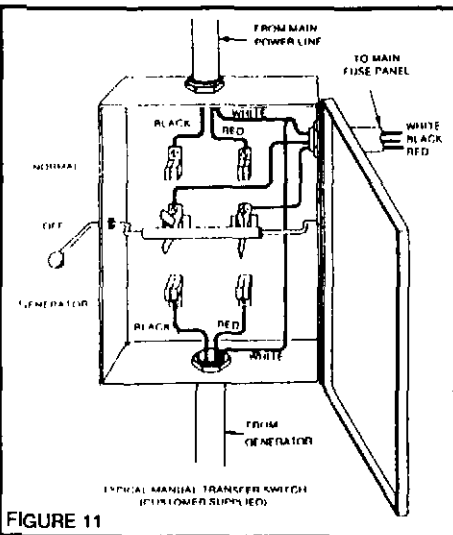 FROM MAIN
POWER LINE
TO MAIN
FUSE PANEL
WHITE
BLACK
RED
WHITE
BLACK
RED
NORMAL
OFF
GENERATOR
BLACK
RED
WHITE
FROM
GENERATOR
TYPICAL MANUAL TRANSFER SWITCH
(CUSTOMER SUPPLIED)
FIGURE 11